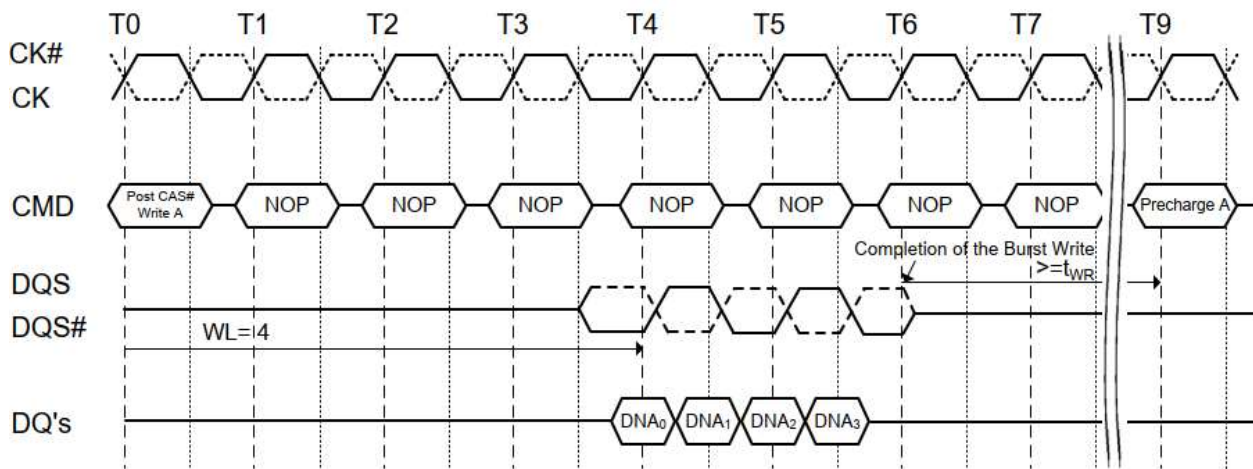 T0 T1 T2 T3 T4 T5 T6 T7 T9
CK#
CK
CMD
Post CAS#
Write A
NOP NOP NOP NOP NOP NOP NOP Precharge A
Completion of the Burst Write
>=tWR
DQS
DQS#
WL= 4
DQ's
DNA0 DNA1 DNA2 DNA3